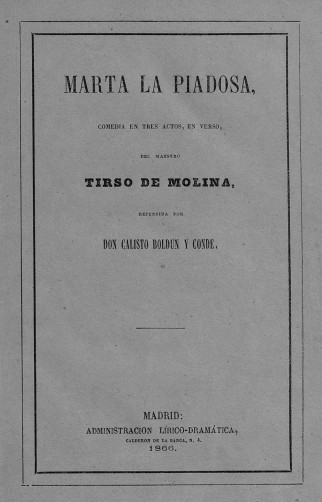 MARTA LA PIADOSA,
COMEDIA EN TRES ACTOS, EN VERSO,
DEL MAESTRO
TIRSO DE MOLINA,
REFUNDIDA POR
DON CALISTO BOLDUN Y CONDE.
MADRID:
ADMINISTRACION LÍRICO-DRAMÁTICA,
CALDERON DE LA BARCA, N. 4.
1866.